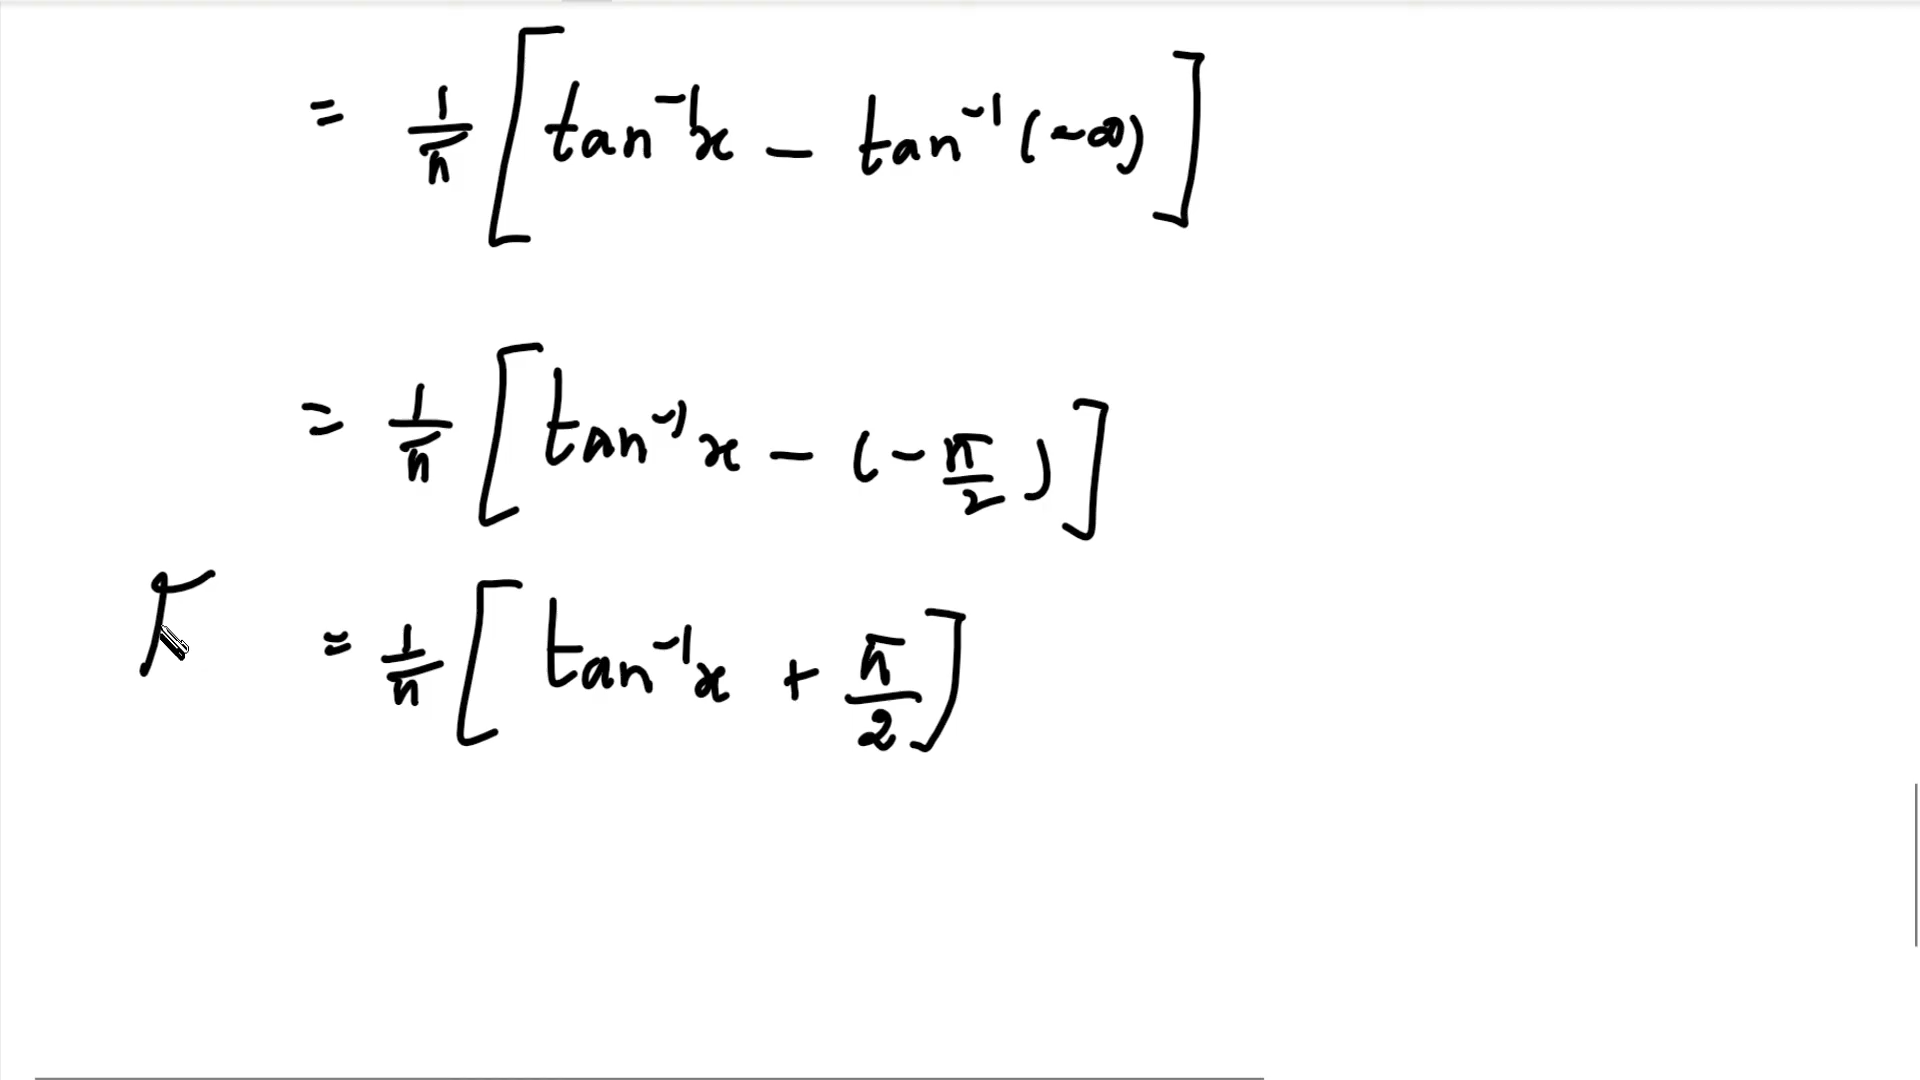 = 1/π [ tan⁻¹x − tan⁻¹(−∞) ]
= 1/π [ tan⁻¹x − (−π/2) ]
F = 1/π [ tan⁻¹x + π/2 ]